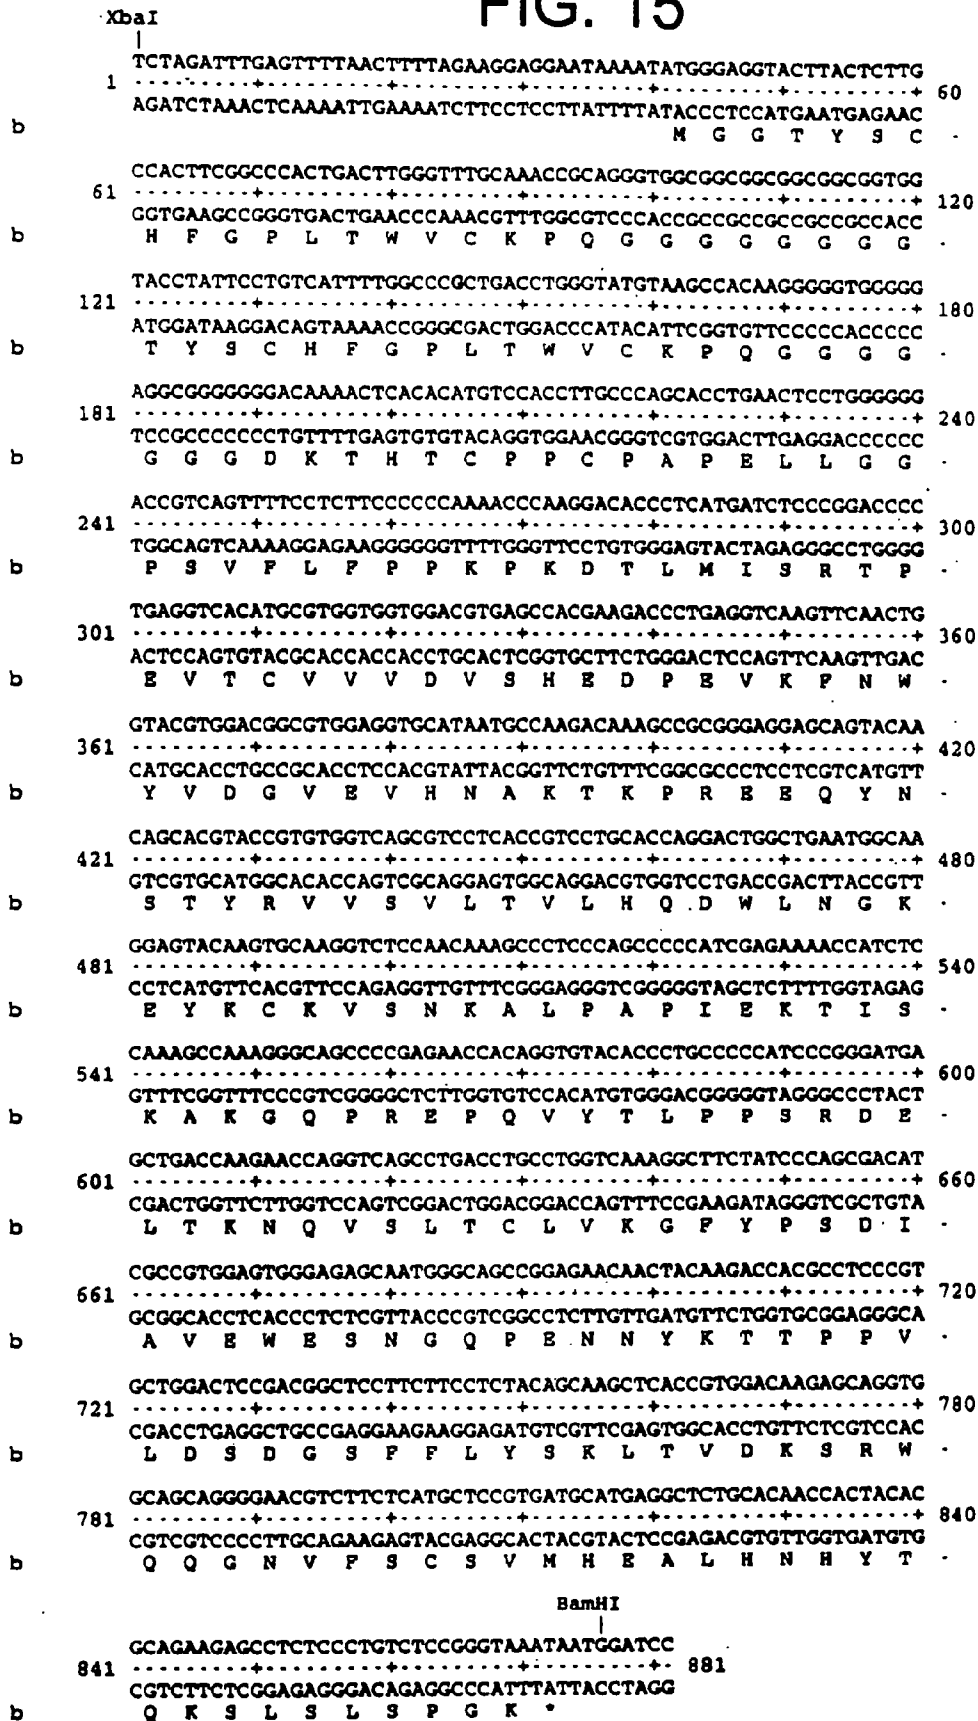 FIG. 15
XbaI
|
TCTAGATTTGAGTTTTAACTTTTAGAAGGAGGAATAAAATATGGGAGGTACTTACTCTTG
1 ---------+---------+---------+---------+---------+---------+ 60
AGATCTAAACTCAAAATTGAAAATCTTCCTCCTTATTTTATACCCTCCATGAATGAGAAC
b M G G T Y S C -
CCACTTCGGCCCACTGACTTGGGTTTGCAAACCGCAGGGTGGCGGCGGCGGCGGCGGTGG
61 ---------+---------+---------+---------+---------+---------+ 120
GGTGAAGCCGGGTGACTGAACCCAAACGTTTGGCGTCCCACCGCCGCCGCCGCCGCCACC
b H F G P L T W V C K P Q G G G G G G G -
TACCTATTCCTGTCATTTTGGCCCGCTGACCTGGGTATGTAAGCCACAAGGGGGTGGGGG
121 ---------+---------+---------+---------+---------+---------+ 180
ATGGATAAGGACAGTAAAACCGGGCGACTGGACCCATACATTCGGTGTTCCCCCACCCCC
b T Y S C H F G P L T W V C K P Q G G G G -
AGGCGGGGGGGACAAAACTCACACATGTCCACCTTGCCCAGCACCTGAACTCCTGGGGGG
181 ---------+---------+---------+---------+---------+---------+ 240
TCCGCCCCCCCTGTTTTGAGTGTGTACAGGTGGAACGGGTCGTGGACTTGAGGACCCCCC
b G G G D K T H T C P P C P A P E L L G G -
ACCGTCAGTTTTCCTCTTCCCCCCAAAACCCAAGGACACCCTCATGATCTCCCGGACCCC
241 ---------+---------+---------+---------+---------+---------+ 300
TGGCAGTCAAAAGGAGAAGGGGGGTTTTGGGTTCCTGTGGGAGTACTAGAGGGCCTGGGG
b P S V F L F P P K P K D T L M I S R T P -
TGAGGTCACATGCGTGGTGGTGGACGTGAGCCACGAAGACCCTGAGGTCAAGTTCAACTG
301 ---------+---------+---------+---------+---------+---------+ 360
ACTCCAGTGTACGCACCACCACCTGCACTCGGTGCTTCTGGGACTCCAGTTCAAGTTGAC
b E V T C V V V D V S H E D P E V K F N W -
GTACGTGGACGGCGTGGAGGTGCATAATGCCAAGACAAAGCCGCGGGAGGAGCAGTACAA
361 ---------+---------+---------+---------+---------+---------+ 420
CATGCACCTGCCGCACCTCCACGTATTACGGTTCTGTTTCGGCGCCCTCCTCGTCATGTT
b Y V D G V E V H N A K T K P R E E Q Y N -
CAGCACGTACCGTGTGGTCAGCGTCCTCACCGTCCTGCACCAGGACTGGCTGAATGGCAA
421 ---------+---------+---------+---------+---------+---------+ 480
GTCGTGCATGGCACACCAGTCGCAGGAGTGGCAGGACGTGGTCCTGACCGACTTACCGTT
b S T Y R V V S V L T V L H Q D W L N G K -
GGAGTACAAGTGCAAGGTCTCCAACAAAGCCCTCCCAGCCCCCATCGAGAAAACCATCTC
481 ---------+---------+---------+---------+---------+---------+ 540
CCTCATGTTCACGTTCCAGAGGTTGTTTCGGGAGGGTCGGGGGTAGCTCTTTTGGTAGAG
b E Y K C K V S N K A L P A P I E K T I S -
CAAAGCCAAAGGGCAGCCCCGAGAACCACAGGTGTACACCCTGCCCCCATCCCGGGATGA
541 ---------+---------+---------+---------+---------+---------+ 600
GTTTCGGTTTCCCGTCGGGGCTCTTGGTGTCCACATGTGGGACGGGGGTAGGGCCCTACT
b K A K G Q P R E P Q V Y T L P P S R D E -
GCTGACCAAGAACCAGGTCAGCCTGACCTGCCTGGTCAAAGGCTTCTATCCCAGCGACAT
601 ---------+---------+---------+---------+---------+---------+ 660
CGACTGGTTCTTGGTCCAGTCGGACTGGACGGACCAGTTTCCGAAGATAGGGTCGCTGTA
b L T K N Q V S L T C L V K G F Y P S D I -
CGCCGTGGAGTGGGAGAGCAATGGGCAGCCGGAGAACAACTACAAGACCACGCCTCCCGT
661 ---------+---------+---------+---------+---------+---------+ 720
GCGGCACCTCACCCTCTCGTTACCCGTCGGCCTCTTGTTGATGTTCTGGTGCGGAGGGCA
b A V E W E S N G Q P E N N Y K T T P P V -
GCTGGACTCCGACGGCTCCTTCTTCCTCTACAGCAAGCTCACCGTGGACAAGAGCAGGTG
721 ---------+---------+---------+---------+---------+---------+ 780
CGACCTGAGGCTGCCGAGGAAGAAGGAGATGTCGTTCGAGTGGCACCTGTTCTCGTCCAC
b L D S D G S F F L Y S K L T V D K S R W -
GCAGCAGGGGAACGTCTTCTCATGCTCCGTGATGCATGAGGCTCTGCACAACCACTACAC
781 ---------+---------+---------+---------+---------+---------+ 840
CGTCGTCCCCTTGCAGAAGAGTACGAGGCACTACGTACTCCGAGACGTGTTGGTGATGTG
b Q Q G N V F S C S V M H E A L H N H Y T -
BamHI
|
GCAGAAGAGCCTCTCCCTGTCTCCGGGTAAATAATGGATCC
841 ---------+---------+---------+---------+- 881
CGTCTTCTCGGAGAGGGACAGAGGCCCATTTATTACCTAGG
b Q K S L S L S P G K *